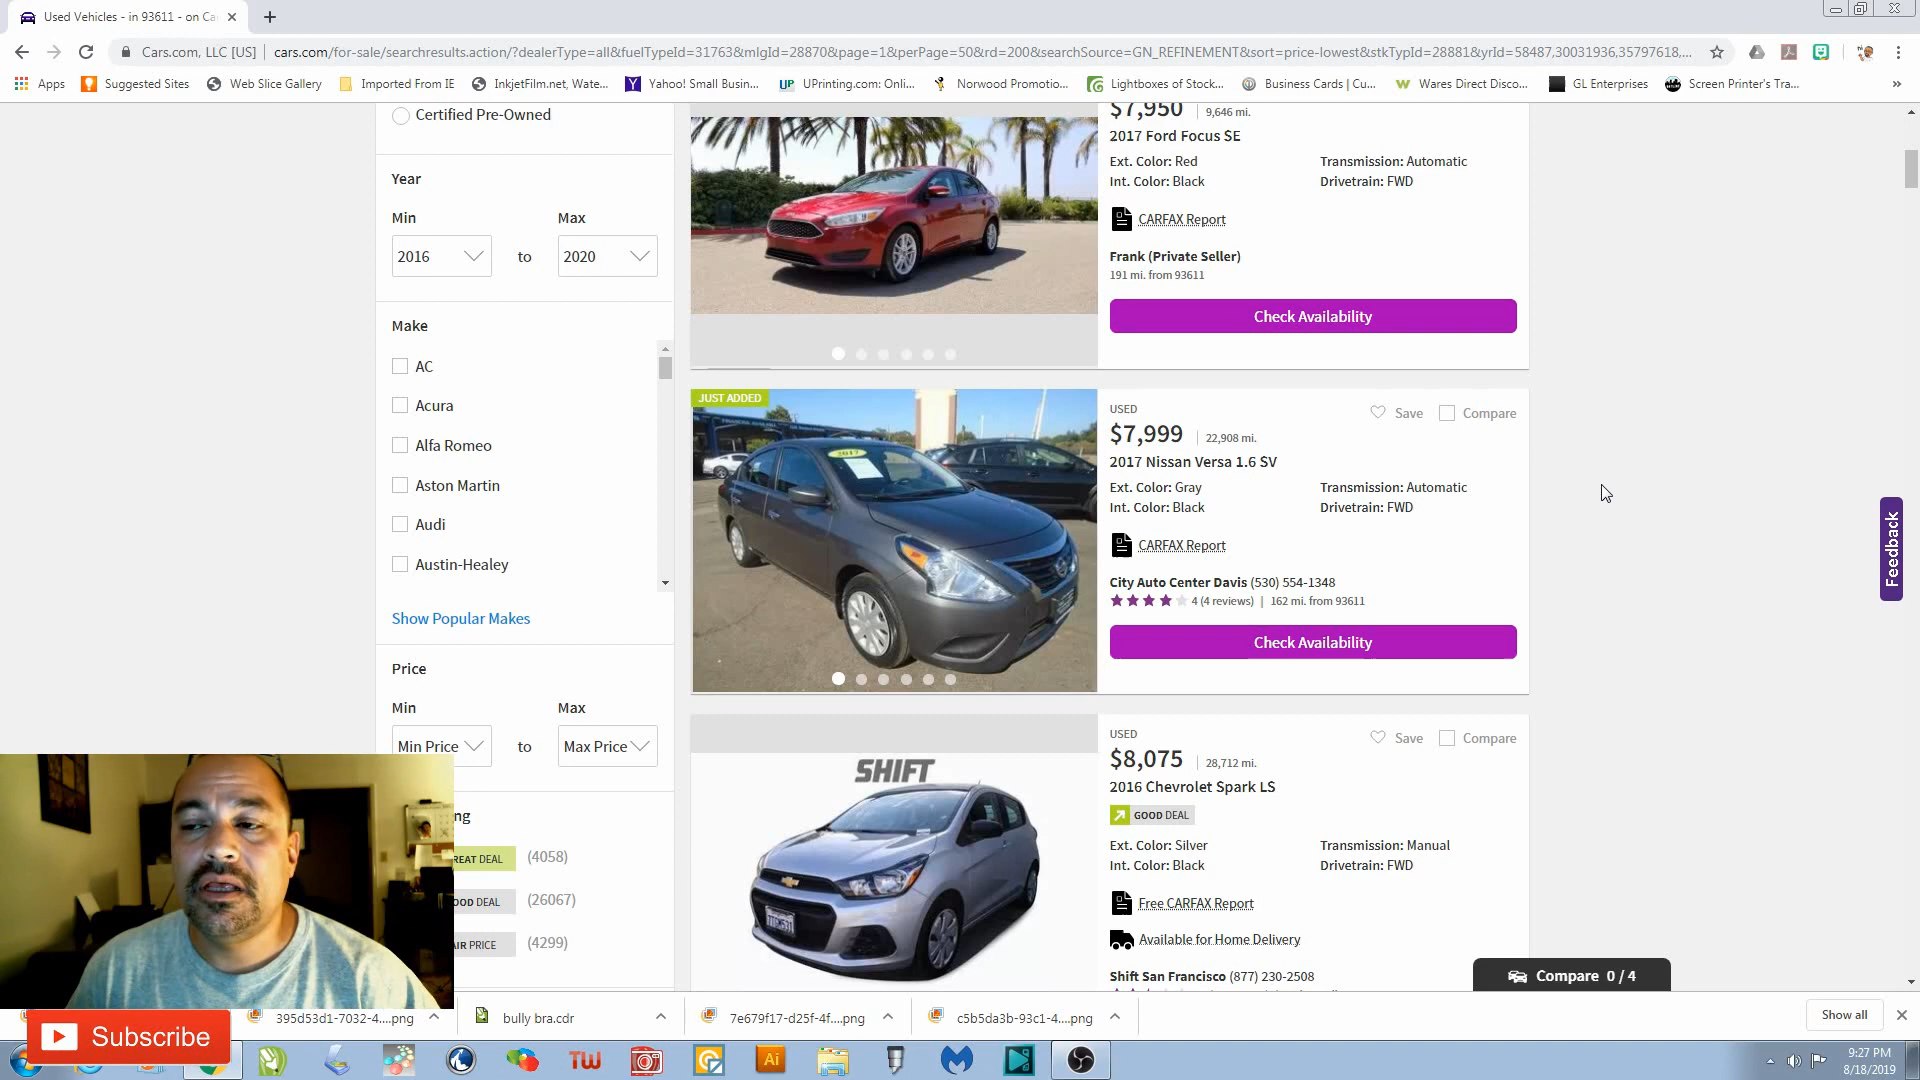 Used Vehicles - in 93611 - on Ca
Cars.com, LLC [US] | cars.com/for-sale/searchresults.action/?dealerType=all&fuelTypeId=31763&mlgId=28870&page=1&perPage=50&rd=200&searchSource=GN_REFINEMENT&sort=price-lowest&stkTypId=28881&yrId=58487,30031936,35797618,...
Apps
Suggested Sites
Web Slice Gallery
Imported From IE
InkjetFilm.net, Wate...
Yahoo! Small Busin...
UPrinting.com: Onli...
Norwood Promotio...
Lightboxes of Stock...
Business Cards | Cu...
Wares Direct Disco...
GL Enterprises
Screen Printer's Tra...
Certified Pre-Owned
Year
Min Max
2016 to 2020
Make
AC
Acura
Alfa Romeo
Aston Martin
Audi
Austin-Healey
Show Popular Makes
Price
Min Max
Min Price to Max Price
ng
REAT DEAL (4058)
OOD DEAL (26067)
AIR PRICE (4299)
$7,950 | 9,646 mi.
2017 Ford Focus SE
Ext. Color: Red Transmission: Automatic
Int. Color: Black Drivetrain: FWD
CARFAX Report
Frank (Private Seller)
191 mi. from 93611
Check Availability
JUST ADDED
2017
USED Save Compare
$7,999 | 22,908 mi.
2017 Nissan Versa 1.6 SV
Ext. Color: Gray Transmission: Automatic
Int. Color: Black Drivetrain: FWD
CARFAX Report
City Auto Center Davis (530) 554-1348
4 (4 reviews) | 162 mi. from 93611
Check Availability
SHIFT
USED Save Compare
$8,075 | 28,712 mi.
2016 Chevrolet Spark LS
GOOD DEAL
Ext. Color: Silver Transmission: Manual
Int. Color: Black Drivetrain: FWD
Free CARFAX Report
Available for Home Delivery
Shift San Francisco (877) 230-2508
Compare 0 / 4
Feedback
395d53d1-7032-4....png
bully bra.cdr
7e679f17-d25f-4f....png
c5b5da3b-93c1-4....png
Show all
Subscribe
TW
Ai
9:27 PM
8/18/2019